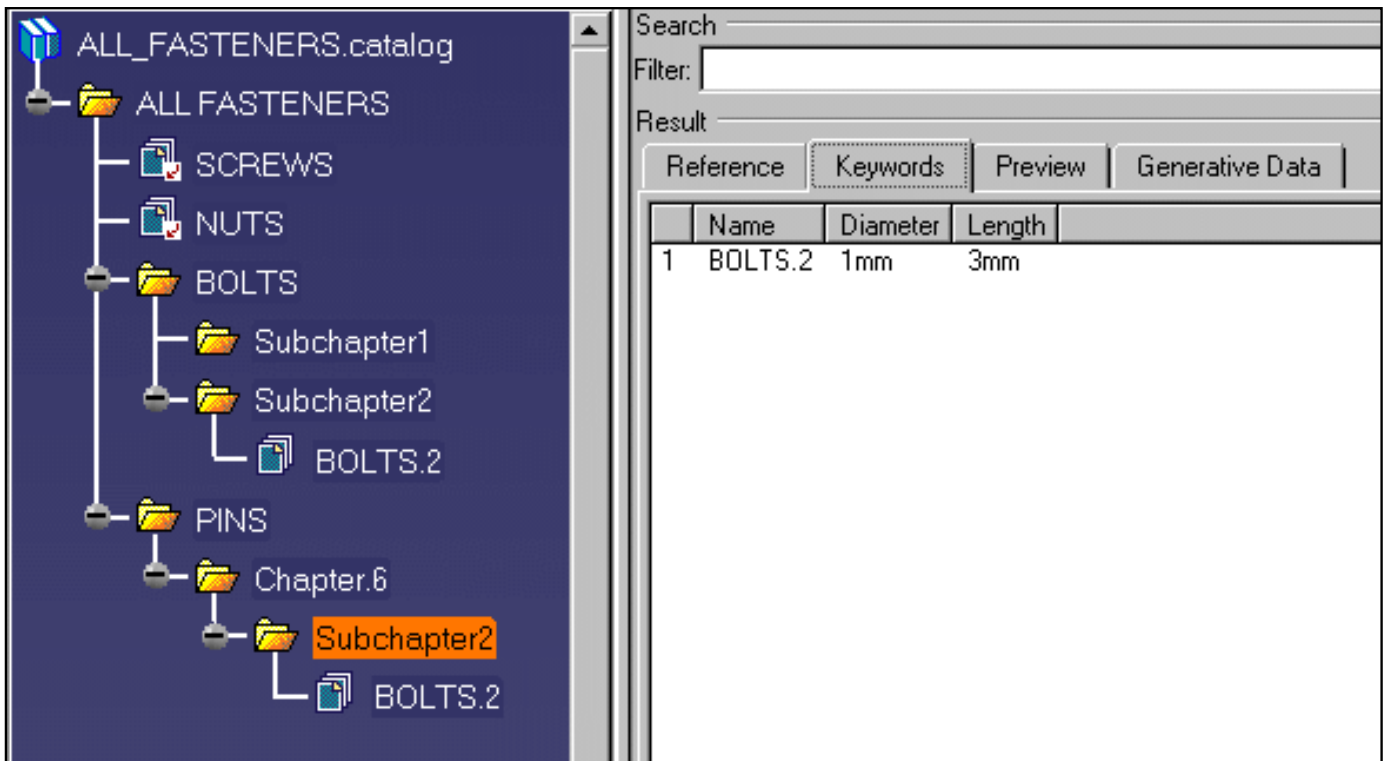 ALL_FASTENERS.catalog
ALL FASTENERS
SCREWS
NUTS
BOLTS
Subchapter1
Subchapter2
BOLTS.2
PINS
Chapter.6
Subchapter2
BOLTS.2
Search
Filter:
Result
Reference Keywords Preview Generative Data
Name Diameter Length
1 BOLTS.2 1mm 3mm